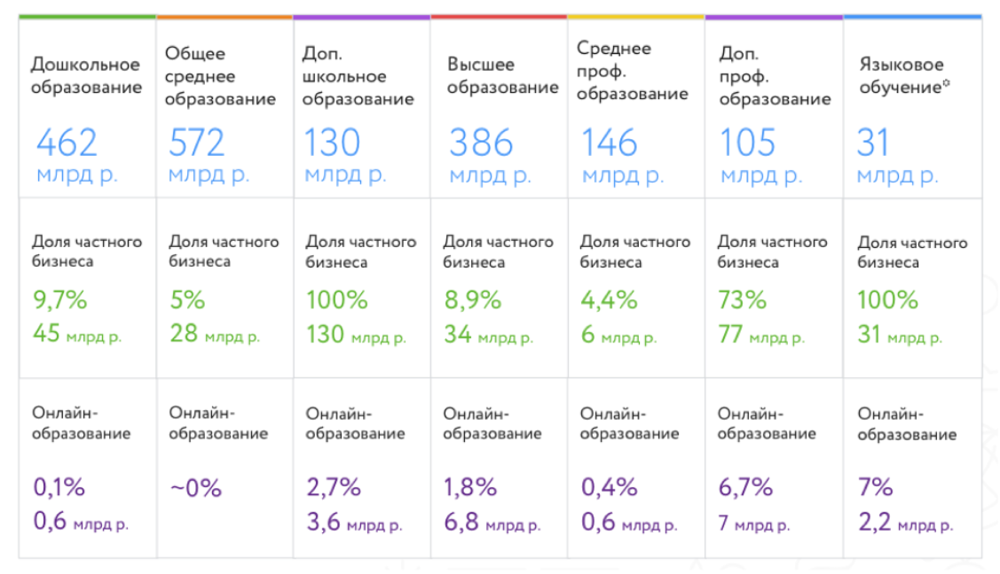 Дошкольное
образование
462
млрд р.
Общее
среднее
образование
572
млрд р.
Доп.
школьное
образование
130
млрд р.
Высшее
образование
386
млрд р.
Среднее
проф.
образование
146
млрд р.
Доп.
проф.
образование
105
млрд р.
Языковое
обучение*
31
млрд р.
Доля частного
бизнеса
9,7%
45 млрд р.
Доля частного
бизнеса
5%
28 млрд р.
Доля частного
бизнеса
100%
130 млрд р.
Доля частного
бизнеса
8,9%
34 млрд р.
Доля частного
бизнеса
4,4%
6 млрд р.
Доля частного
бизнеса
73%
77 млрд р.
Доля частного
бизнеса
100%
31 млрд р.
Онлайн-
образование
0,1%
0,6 млрд р.
Онлайн-
образование
~0%
Онлайн-
образование
2,7%
3,6 млрд р.
Онлайн-
образование
1,8%
6,8 млрд р.
Онлайн-
образование
0,4%
0,6 млрд р.
Онлайн-
образование
6,7%
7 млрд р.
Онлайн-
образование
7%
2,2 млрд р.